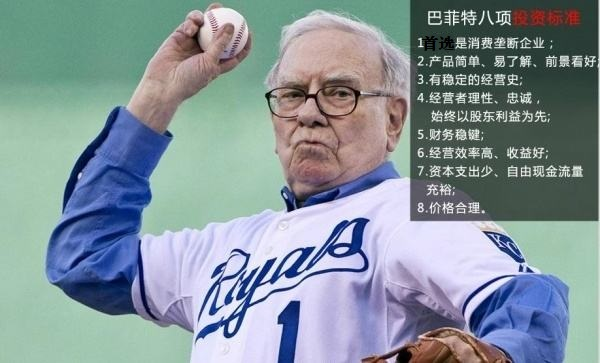 巴菲特八项投资标准
1首选是消费垄断企业；
2.产品简单、易了解、前景看好;
3.有稳定的经营史;
4.经营者理性、忠诚，
始终以股东利益为先;
5.财务稳键;
6.经营效率高、收益好;
7.资本支出少、自由现金流量
充裕;
8.价格合理。
Royals
1